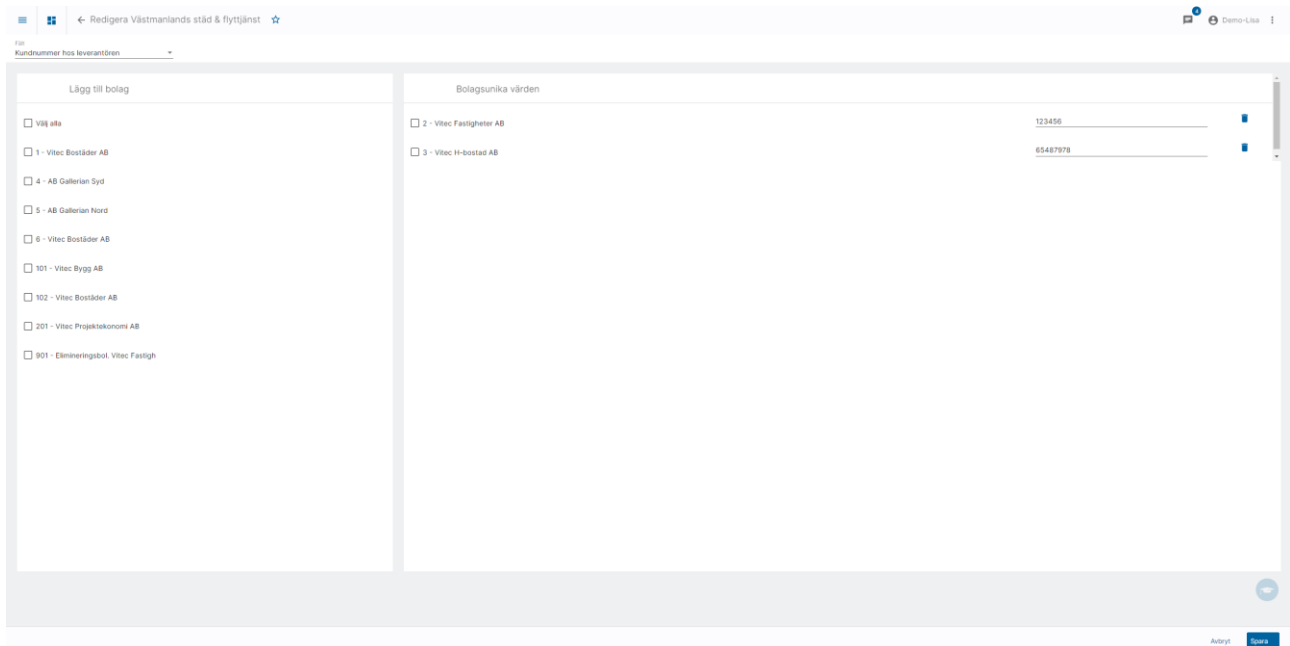 Redigera Västmanlands städ & flyttjänst
4
Demo-Lisa
Fält
Kundnummer hos leverantören
Lägg till bolag
Välj alla
1 - Vitec Bostäder AB
4 - AB Gallerian Syd
5 - AB Gallerian Nord
6 - Vitec Bostäder AB
101 - Vitec Bygg AB
102 - Vitec Bostäder AB
201 - Vitec Projektekonomi AB
901 - Elimineringsbol. Vitec Fastigh
Bolagsunika värden
2 - Vitec Fastigheter AB 123456
3 - Vitec H-bostad AB 65487978
Avbryt Spara